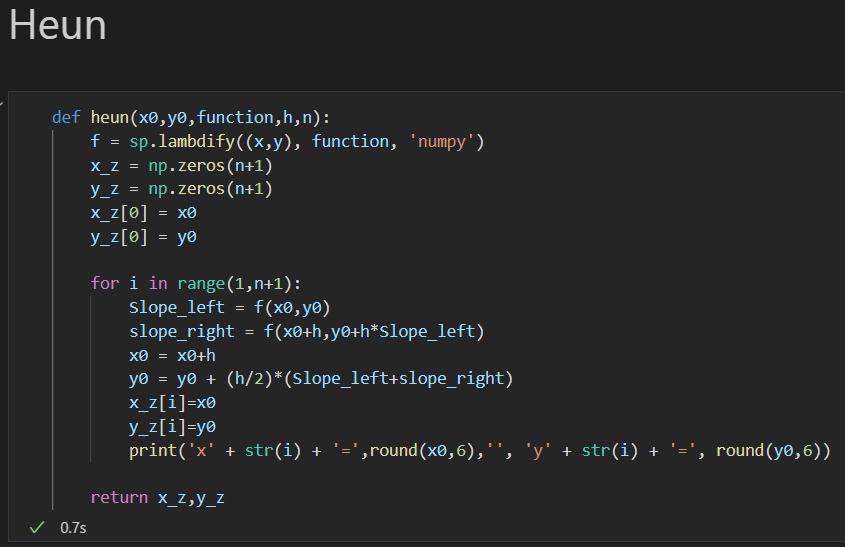 Heun
def heun(x0,y0,function,h,n):
    f = sp.lambdify((x,y), function, 'numpy')
    x_z = np.zeros(n+1)
    y_z = np.zeros(n+1)
    x_z[0] = x0
    y_z[0] = y0
    for i in range(1,n+1):
        Slope_left = f(x0,y0)
        slope_right = f(x0+h,y0+h*Slope_left)
        x0 = x0+h
        y0 = y0 + (h/2)*(Slope_left+slope_right)
        x_z[i]=x0
        y_z[i]=y0
        print('x' + str(i) + '=',round(x0,6),'', 'y' + str(i) + '=', round(y0,6))
    return x_z,y_z
0.7s